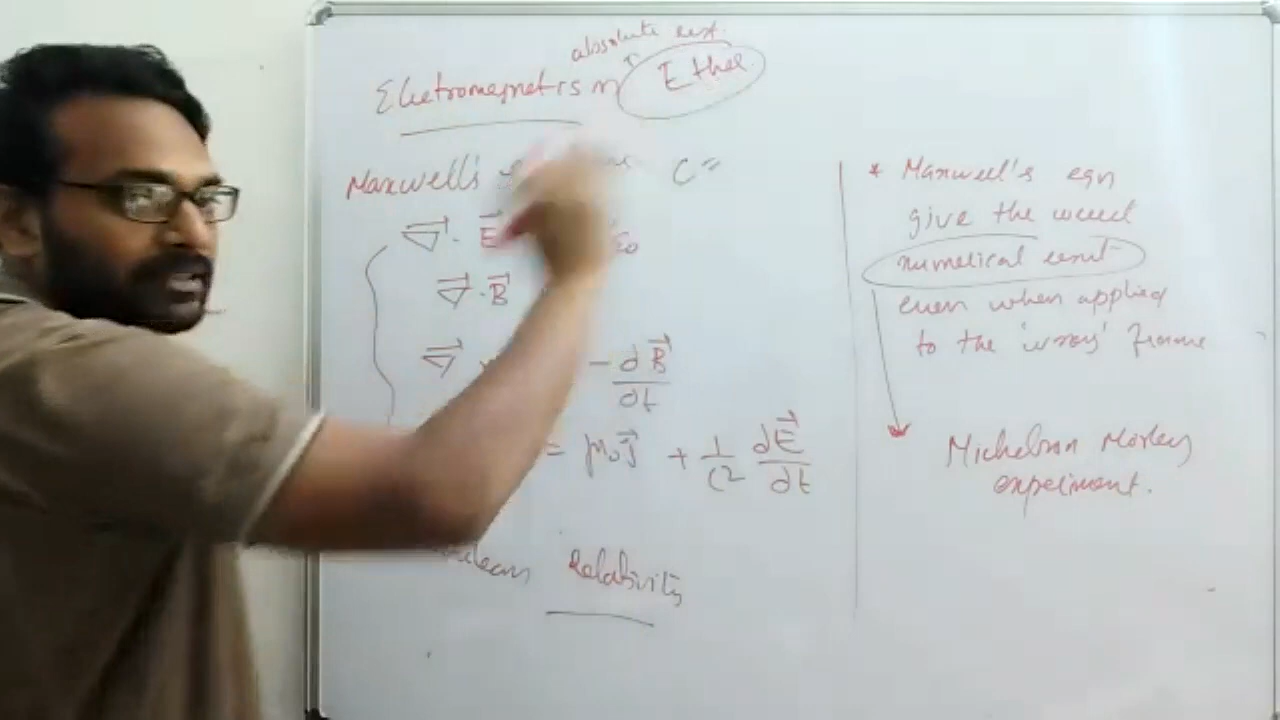 absolute rest.
Electromagnetism Ether
Maxwell's C =
∇⃗ . E⃗ ε₀
∇⃗ . B⃗
∇⃗ - ∂B⃗/∂t
= μ₀J⃗ + 1/c² ∂E⃗/∂t
Relativity
* Maxwell's eqn
give the
numerical result
even when applied
to the 'wrong' frame
Michelson Morley
experiment.